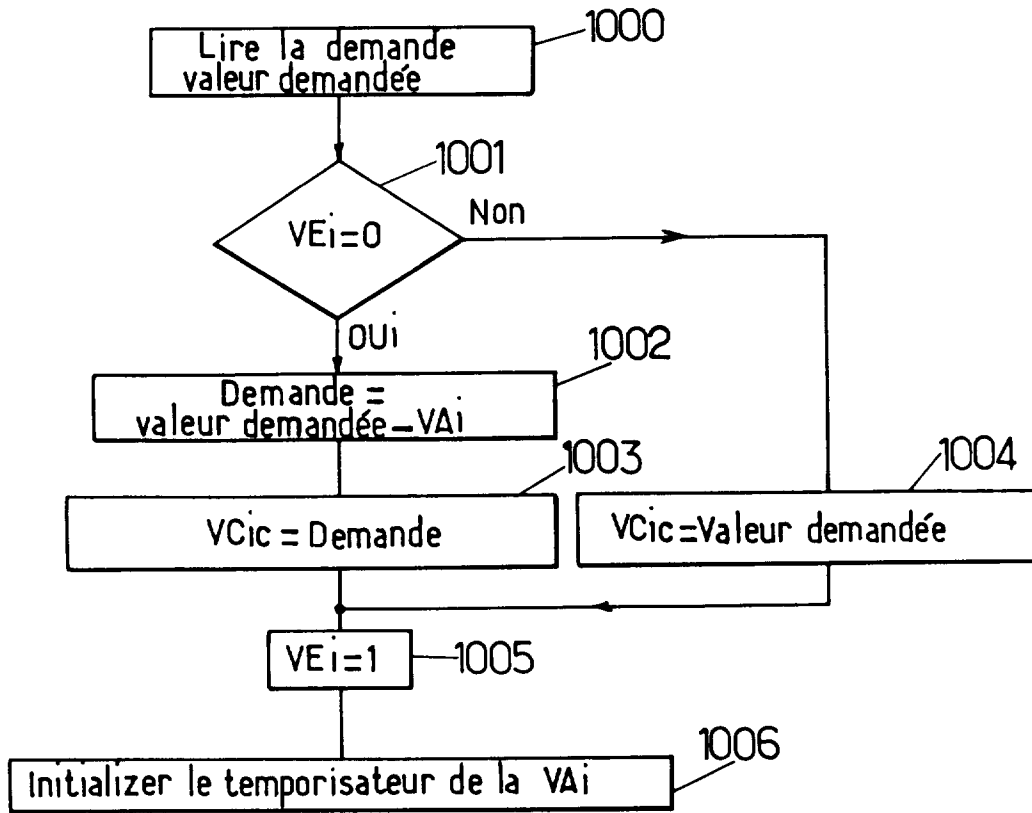 1000
Lire la demande
valeur demandée
1001
VEi=0
Non
OUi
1002
Demande =
valeur demandée-VAi
1003
VCic = Demande
1004
VCic=Valeur demandée
VEi=1
1005
1006
Initializer le temporisateur de la VAi